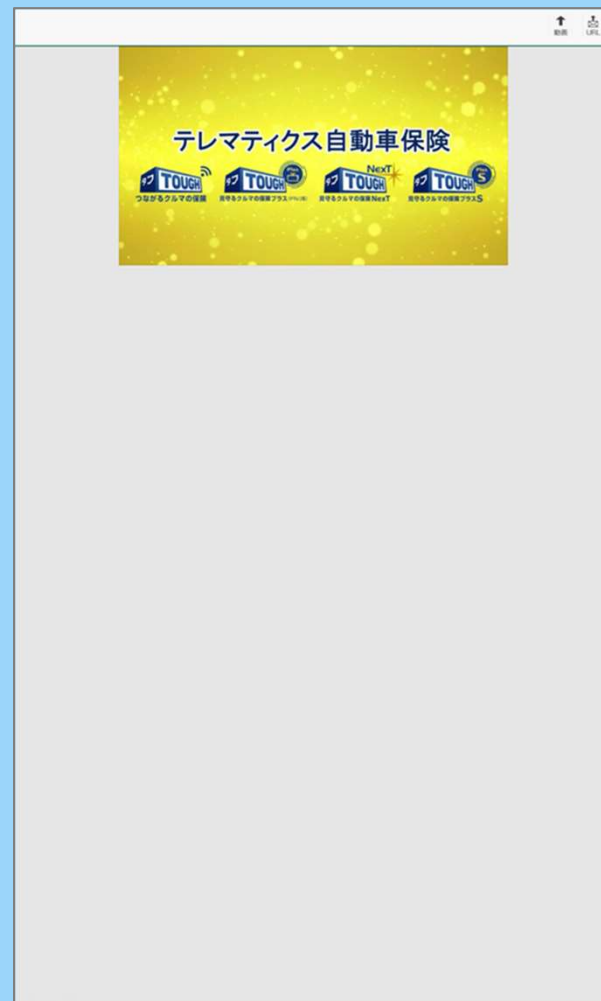 動画
URL
テレマティクス自動車保険
タフ TOUGH
つながるクルマの保険
タフ TOUGH
見守るクルマの保険プラス
タフ TOUGH NexT
見守るクルマの保険NexT
タフ TOUGH S
見守るクルマの保険プラスS